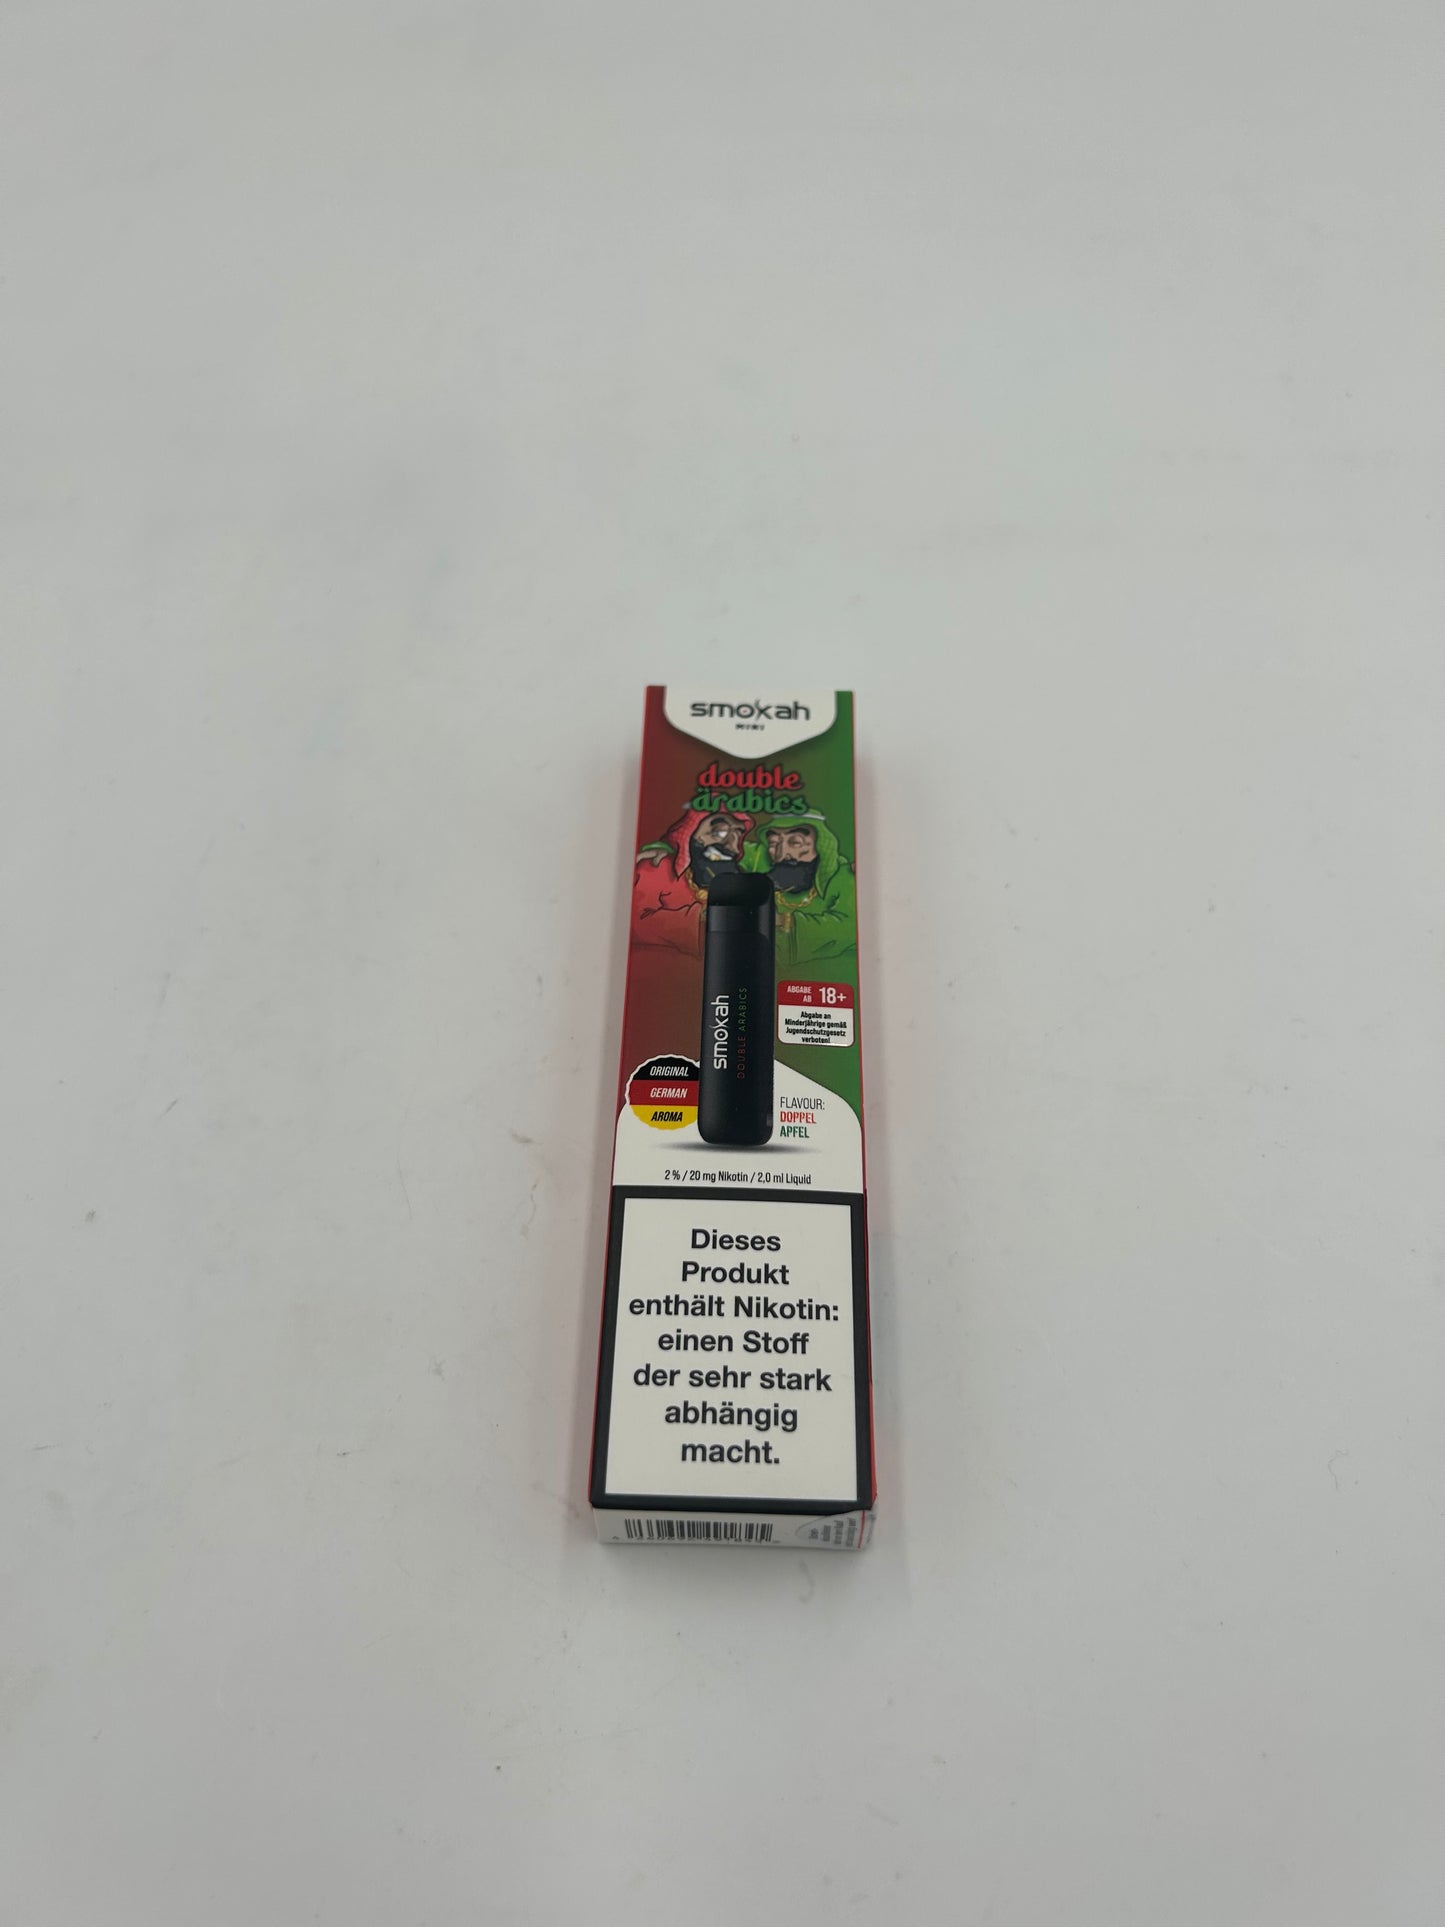 smokah
MINI
double
arabics
smokah
DOUBLE ARABICS
ABGABE
AB 18+
Abgabe an
Minderjährige gemäß
Jugendschutzgesetz
verboten!
ORIGINAL
GERMAN
AROMA
FLAVOUR:
DOPPEL
APFEL
2 % / 20 mg Nikotin / 2,0 ml Liquid
Dieses
Produkt
enthält Nikotin:
einen Stoff
der sehr stark
abhängig
macht.